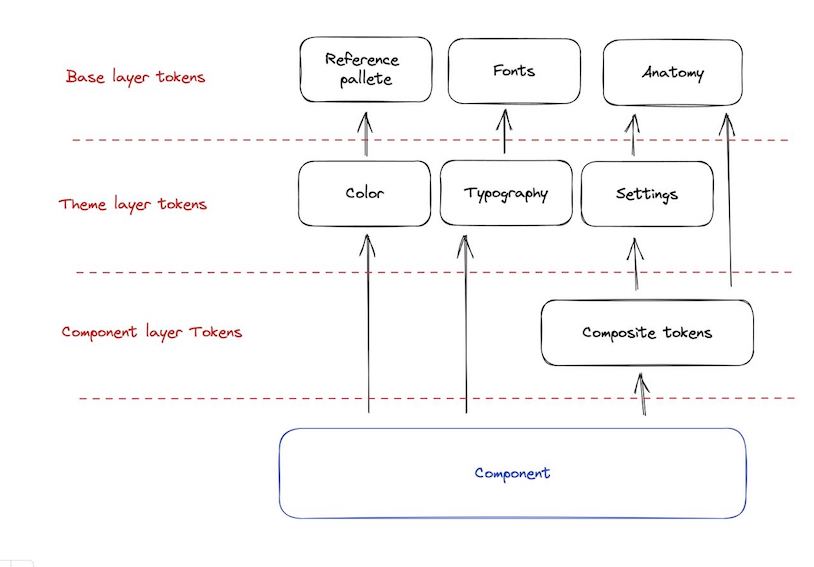 Base layer tokens
Reference
pallete
Fonts
Anatomy
Theme layer tokens
Color
Typography
Settings
Component layer Tokens
Composite tokens
Component